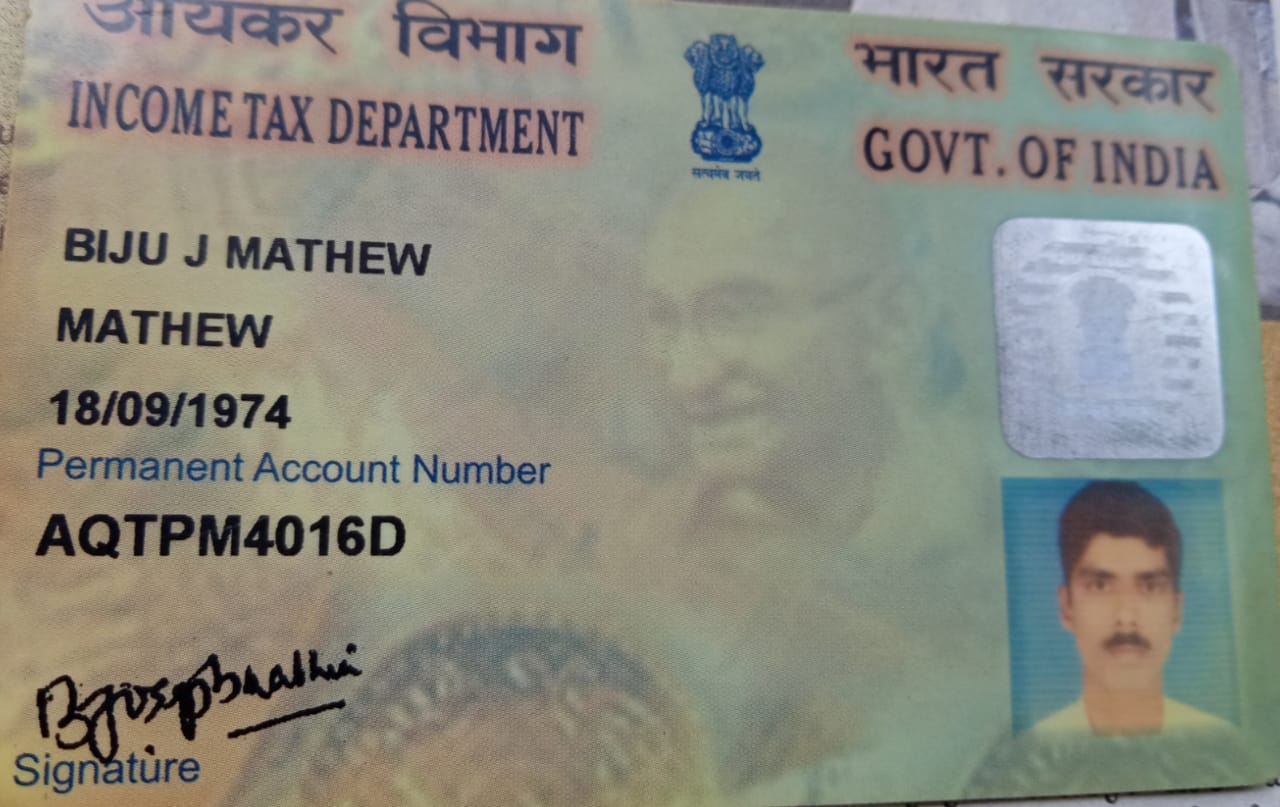 आयकर विभाग
INCOME TAX DEPARTMENT
सत्यमेव जयते
भारत सरकार
GOVT. OF INDIA
BIJU J MATHEW
MATHEW
18/09/1974
Permanent Account Number
AQTPM4016D
Signature